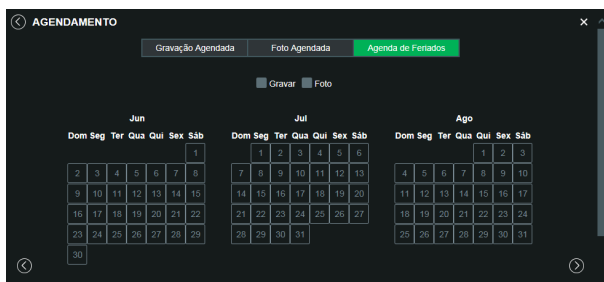 AGENDAMENTO
Gravação Agendada Foto Agendada Agenda de Feriados
Gravar Foto
Jun Jul Ago
Dom Seg Ter Qua Qui Sex Sáb Dom Seg Ter Qua Qui Sex Sáb Dom Seg Ter Qua Qui Sex Sáb
1 1 2 3 4 5 6 1 2 3
2 3 4 5 6 7 8 7 8 9 10 11 12 13 4 5 6 7 8 9 10
9 10 11 12 13 14 15 14 15 16 17 18 19 20 11 12 13 14 15 16 17
16 17 18 19 20 21 22 21 22 23 24 25 26 27 18 19 20 21 22 23 24
23 24 25 26 27 28 29 28 29 30 31 25 26 27 28 29 30 31
30